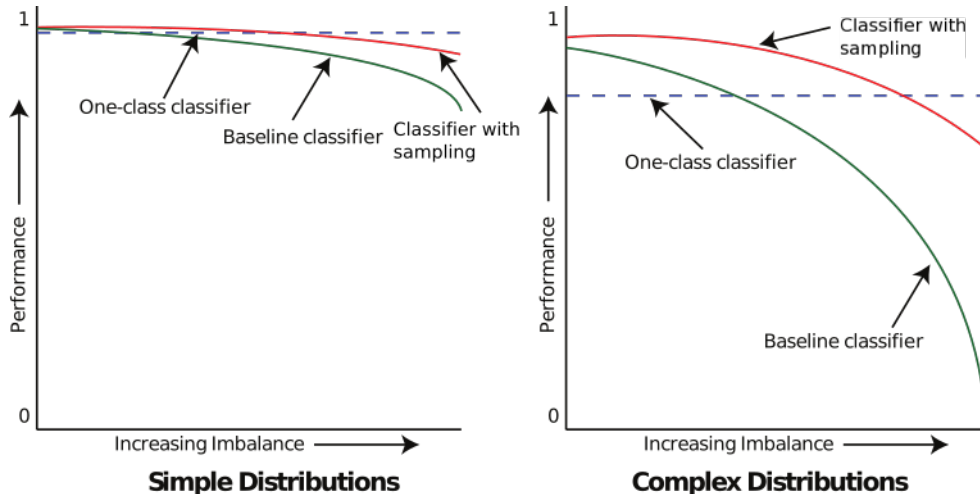 1
One-class classifier
Baseline classifier
Classifier with
sampling
Performance
0
Increasing Imbalance
Simple Distributions
1
Classifier with
sampling
One-class classifier
Baseline classifier
Performance
0
Increasing Imbalance
Complex Distributions